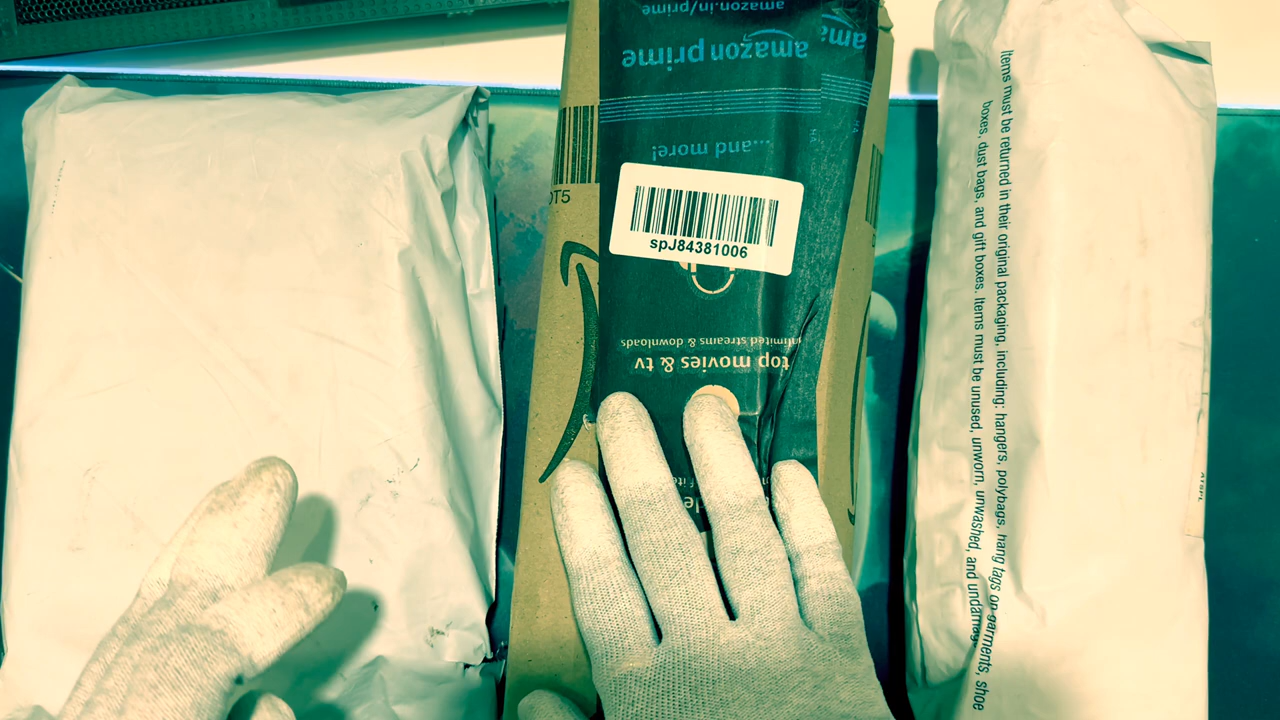 amazon.in/prime
amazon prime
ama
...and more!
DT5
spJ84381006
unlimited streams & downloads
top movies & tv
Items must be returned in their original packaging, including: hangers, polybags, hang tags on garments, shoe
boxes, dust bags, and gift boxes. Items must be unused, unworn, unwashed, and undamag